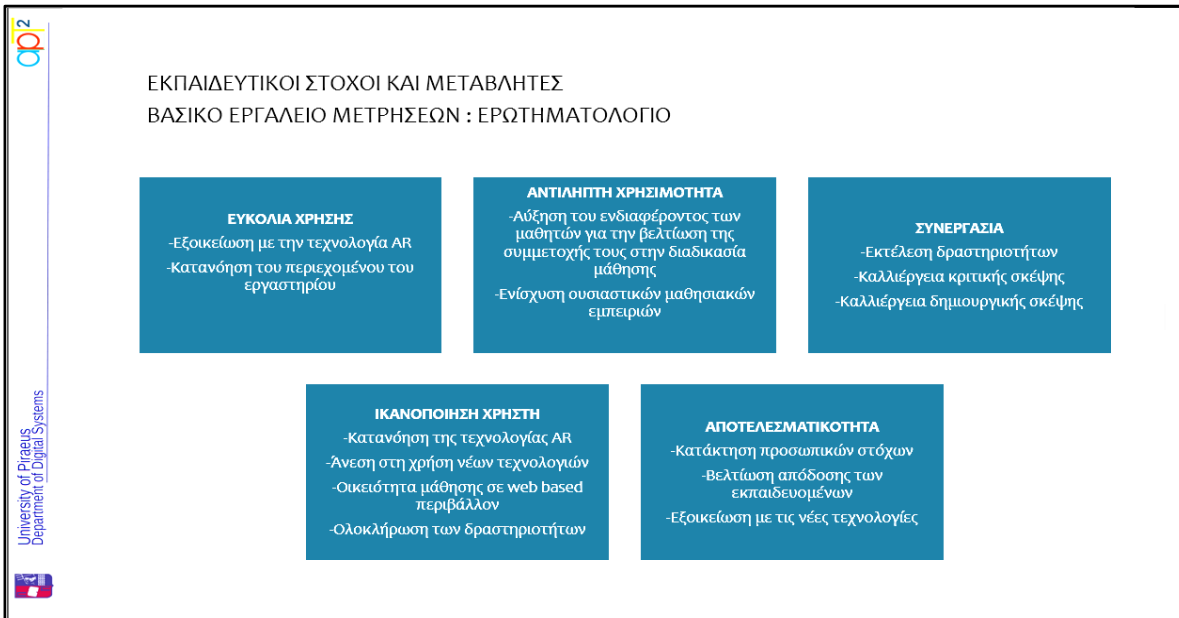 apT2
ΕΚΠΑΙΔΕΥΤΙΚΟΙ ΣΤΟΧΟΙ ΚΑΙ ΜΕΤΑΒΛΗΤΕΣ
ΒΑΣΙΚΟ ΕΡΓΑΛΕΙΟ ΜΕΤΡΗΣΕΩΝ : ΕΡΩΤΗΜΑΤΟΛΟΓΙΟ
ΕΥΚΟΛΙΑ ΧΡΗΣΗΣ
-Εξοικείωση με την τεχνολογία AR
-Κατανόηση του περιεχομένου του
εργαστηρίου
ΑΝΤΙΛΗΠΤΗ ΧΡΗΣΙΜΟΤΗΤΑ
-Αύξηση του ενδιαφέροντος των
μαθητών για την βελτίωση της
συμμετοχής τους στην διαδικασία
μάθησης
-Ενίσχυση ουσιαστικών μαθησιακών
εμπειριών
ΣΥΝΕΡΓΑΣΙΑ
-Εκτέλεση δραστηριοτήτων
-Καλλιέργεια κριτικής σκέψης
-Καλλιέργεια δημιουργικής σκέψης
ΙΚΑΝΟΠΟΙΗΣΗ ΧΡΗΣΤΗ
-Κατανόηση της τεχνολογίας AR
-Άνεση στη χρήση νέων τεχνολογιών
-Οικειότητα μάθησης σε web based
περιβάλλον
-Ολοκλήρωση των δραστηριοτήτων
ΑΠΟΤΕΛΕΣΜΑΤΙΚΟΤΗΤΑ
-Κατάκτηση προσωπικών στόχων
-Βελτίωση απόδοσης των
εκπαιδευομένων
-Εξοικείωση με τις νέες τεχνολογίες
University of Piraeus
Department of Digital Systems